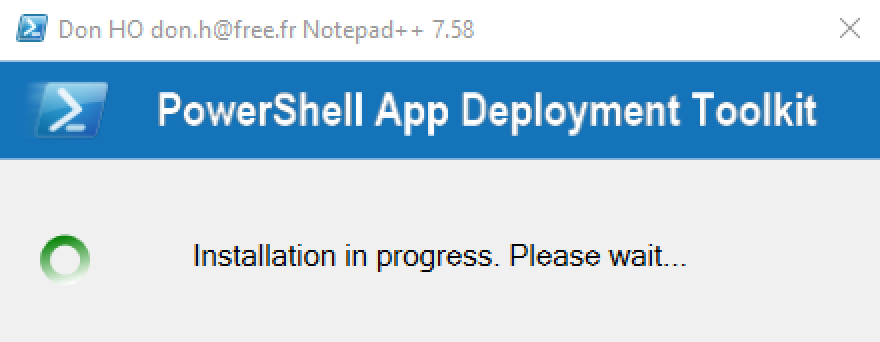 Don HO don.h@free.fr Notepad++ 7.58
PowerShell App Deployment Toolkit
Installation in progress. Please wait...